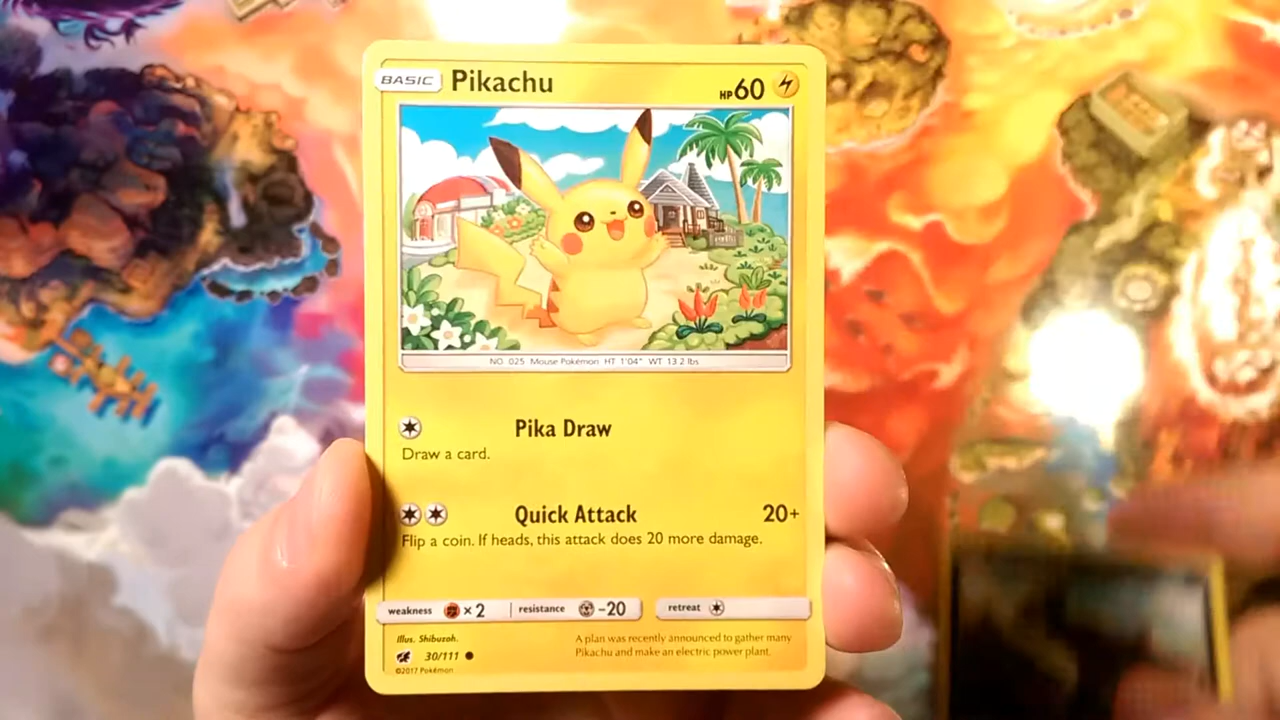 BASIC Pikachu HP60
NO. 025 Mouse Pokémon HT 1'04" WT 13.2 lbs
Pika Draw
Draw a card.
Quick Attack 20+
Flip a coin. If heads, this attack does 20 more damage.
weakness × 2 resistance -20 retreat
Illus. Shibuzoh.
30/111
©2017 Pokémon
A plan was recently announced to gather many
Pikachu and make an electric power plant.